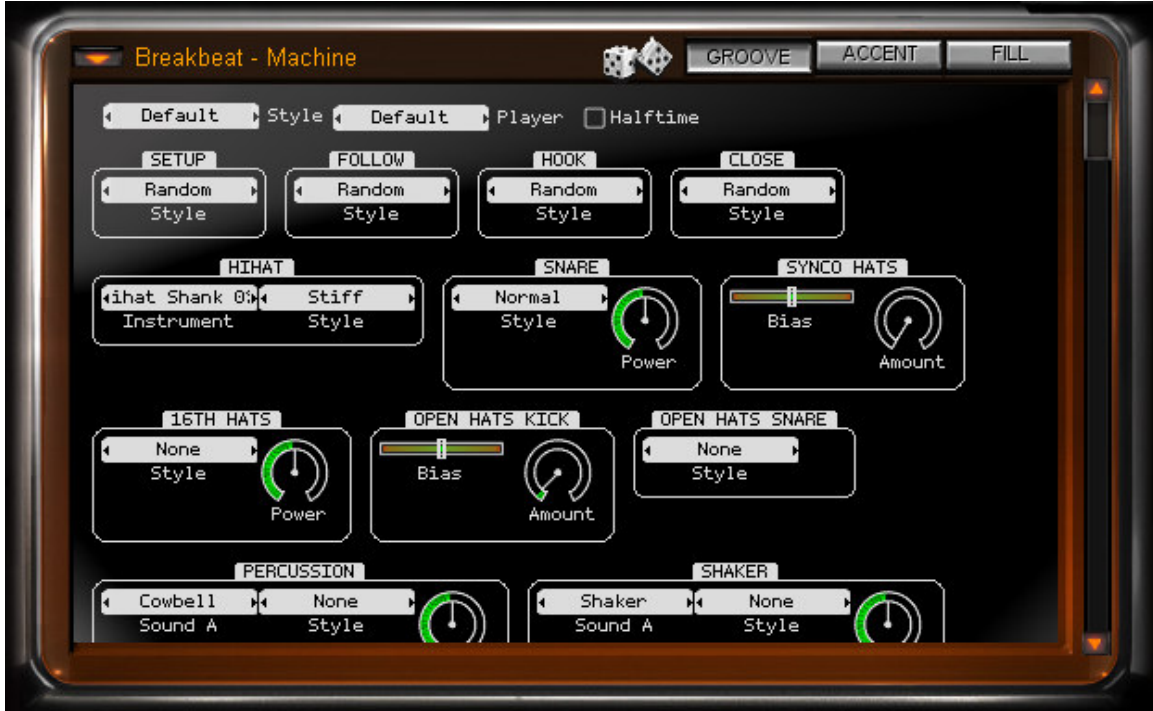 Breakbeat - Machine
GROOVE ACCENT FILL
Default Style Default Player Halftime
SETUP FOLLOW HOOK CLOSE
Random Random Random Random
Style Style Style Style
HIHAT SNARE SYNCO HATS
ihat Shank 0% Stiff Normal
Instrument Style Style Bias
Power Amount
16TH HATS OPEN HATS KICK OPEN HATS SNARE
None None
Style Bias Style
Power Amount
PERCUSSION SHAKER
Cowbell None Shaker None
Sound A Style Sound A Style